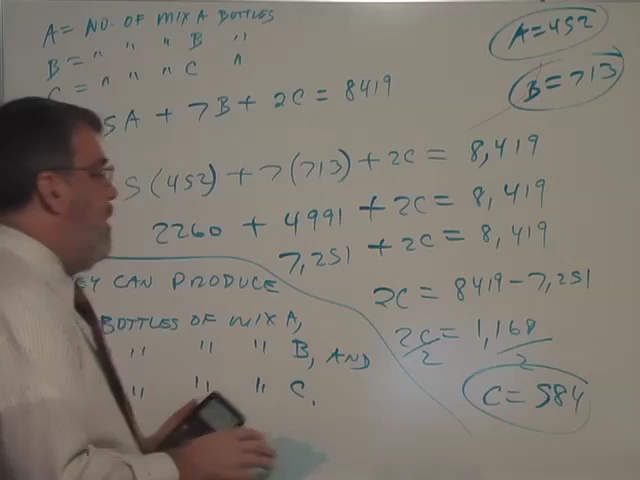 A = NO. OF MIX A BOTTLES
B = " " " B "
C = " " " C "
5A + 7B + 2C = 8419
A = 452
B = 713
5(452) + 7(713) + 2C = 8,419
2260 + 4991 + 2C = 8,419
7,251 + 2C = 8,419
2C = 8419 - 7,251
2C/2 = 1,168/2
C = 584
EY CAN PRODUCE
BOTTLES OF MIX A,
" " " B, AND
" " " C.